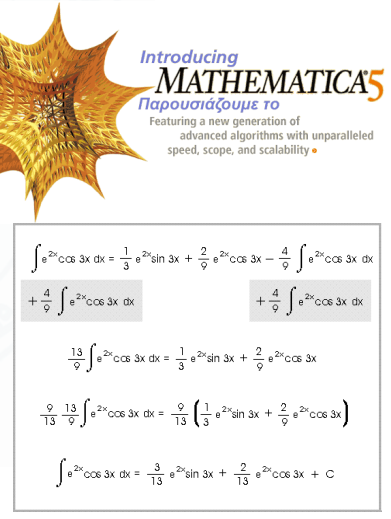 Introducing
MATHEMATICA 5
Παρουσιάζουμε το
Featuring a new generation of
advanced algorithms with unparalleled
speed, scope, and scalability
∫e^{2x}cos 3x dx = 1/3 e^{2x}sin 3x + 2/9 e^{2x}cos 3x − 4/9 ∫e^{2x}cos 3x dx
+ 4/9 ∫e^{2x}cos 3x dx + 4/9 ∫e^{2x}cos 3x dx
13/9 ∫e^{2x}cos 3x dx = 1/3 e^{2x}sin 3x + 2/9 e^{2x}cos 3x
9/13 13/9 ∫e^{2x}cos 3x dx = 9/13 (1/3 e^{2x}sin 3x + 2/9 e^{2x}cos 3x)
∫e^{2x}cos 3x dx = 3/13 e^{2x}sin 3x + 2/13 e^{2x}cos 3x + C